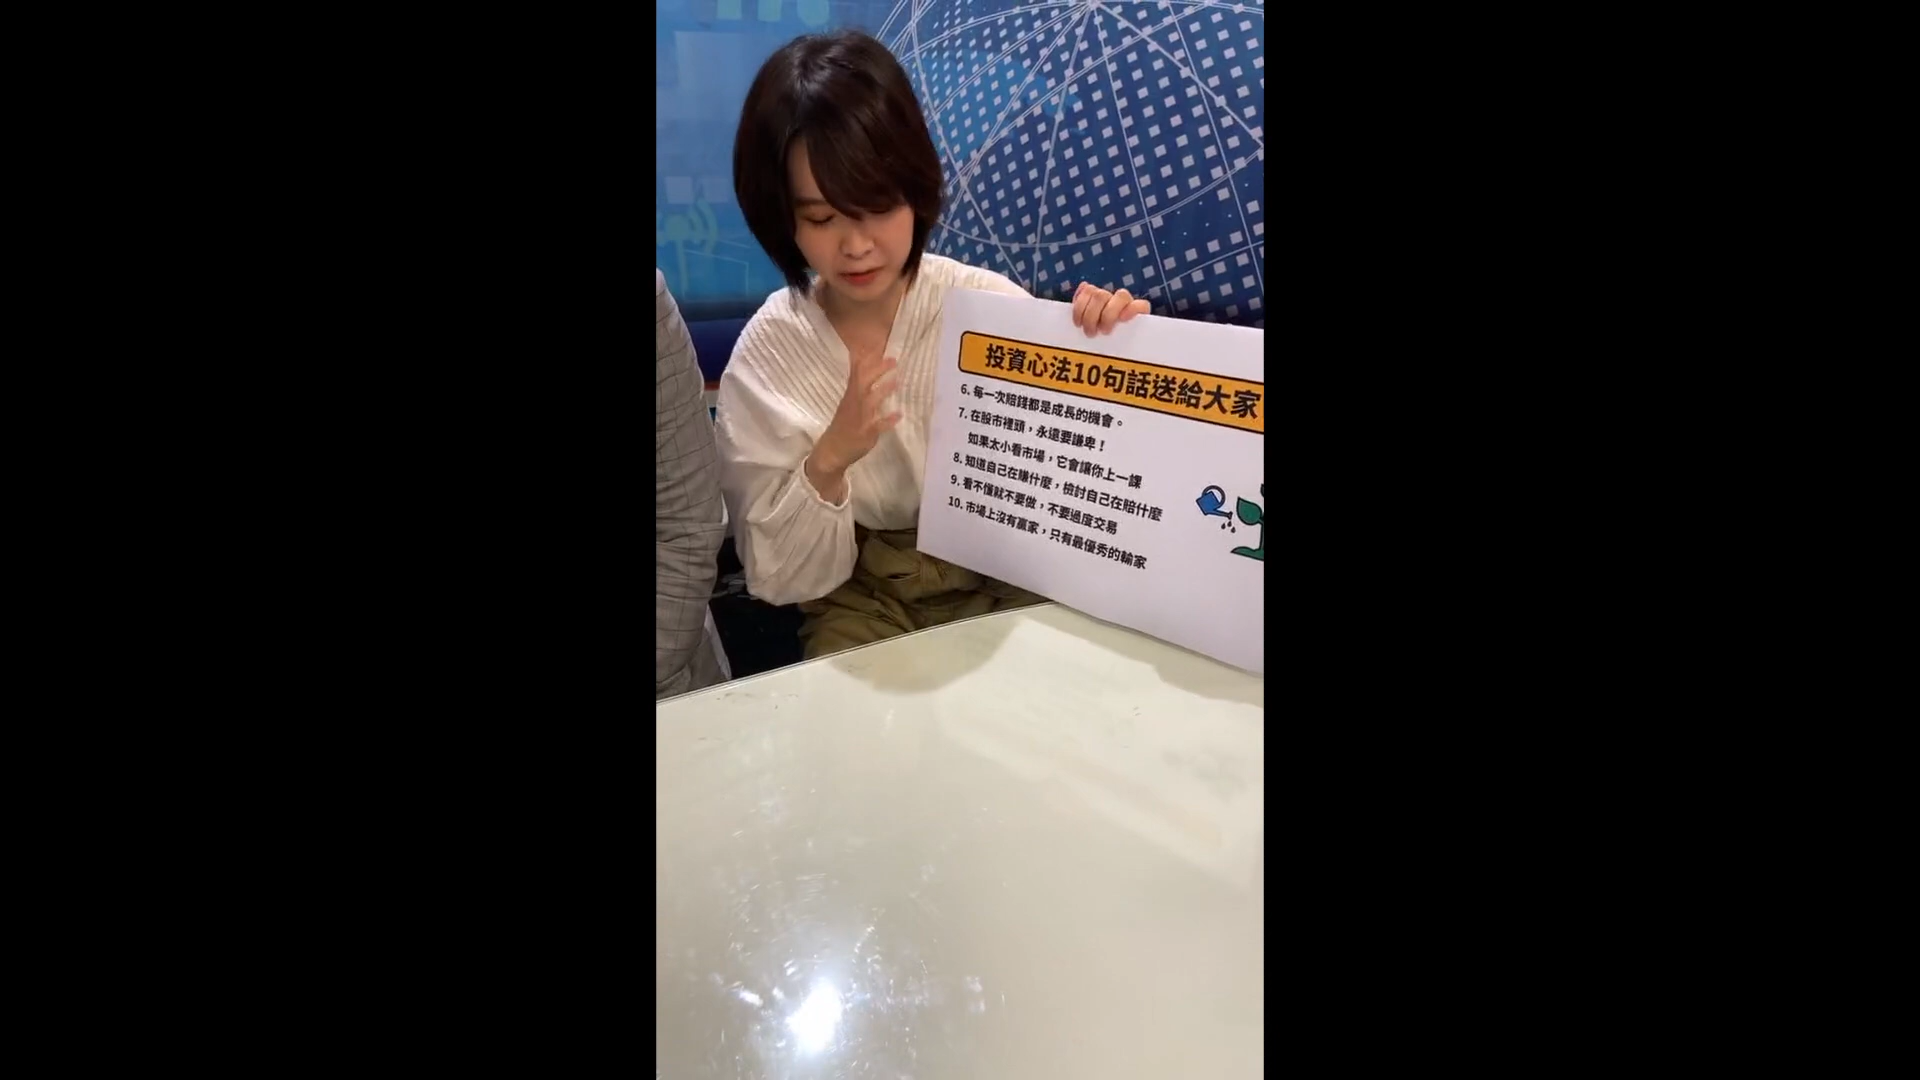 投資心法10句話送給大家
6. 每一次賠錢都是成長的機會。
7. 在股市裡頭，永遠要謙卑！
如果太小看市場，它會讓你上一課
8. 知道自己在賺什麼，檢討自己在賠什麼
9. 看不懂就不要做，不要過度交易
10. 市場上沒有贏家，只有最優秀的輸家